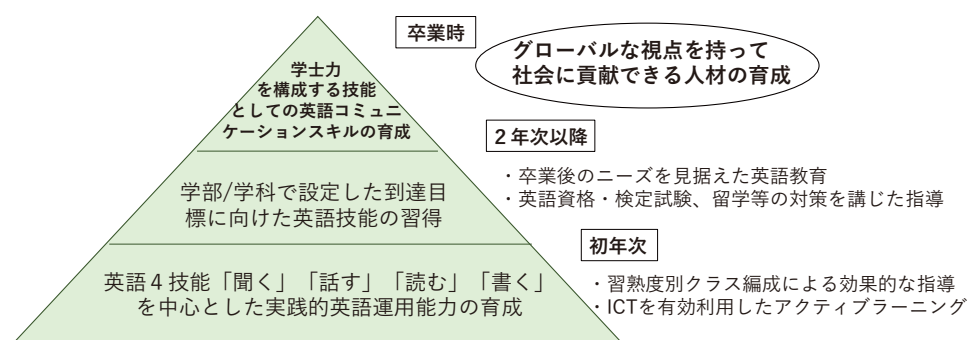 卒業時
グローバルな視点を持って
社会に貢献できる人材の育成
学士力
を構成する技能
としての英語コミュニ
ケーションスキルの育成
2年次以降
・卒業後のニーズを見据えた英語教育
・英語資格・検定試験、留学等の対策を講じた指導
学部/学科で設定した到達目
標に向けた英語技能の習得
初年次
・習熟度別クラス編成による効果的な指導
・ICTを有効利用したアクティブラーニング
英語4技能「聞く」「話す」「読む」「書く」
を中心とした実践的英語運用能力の育成